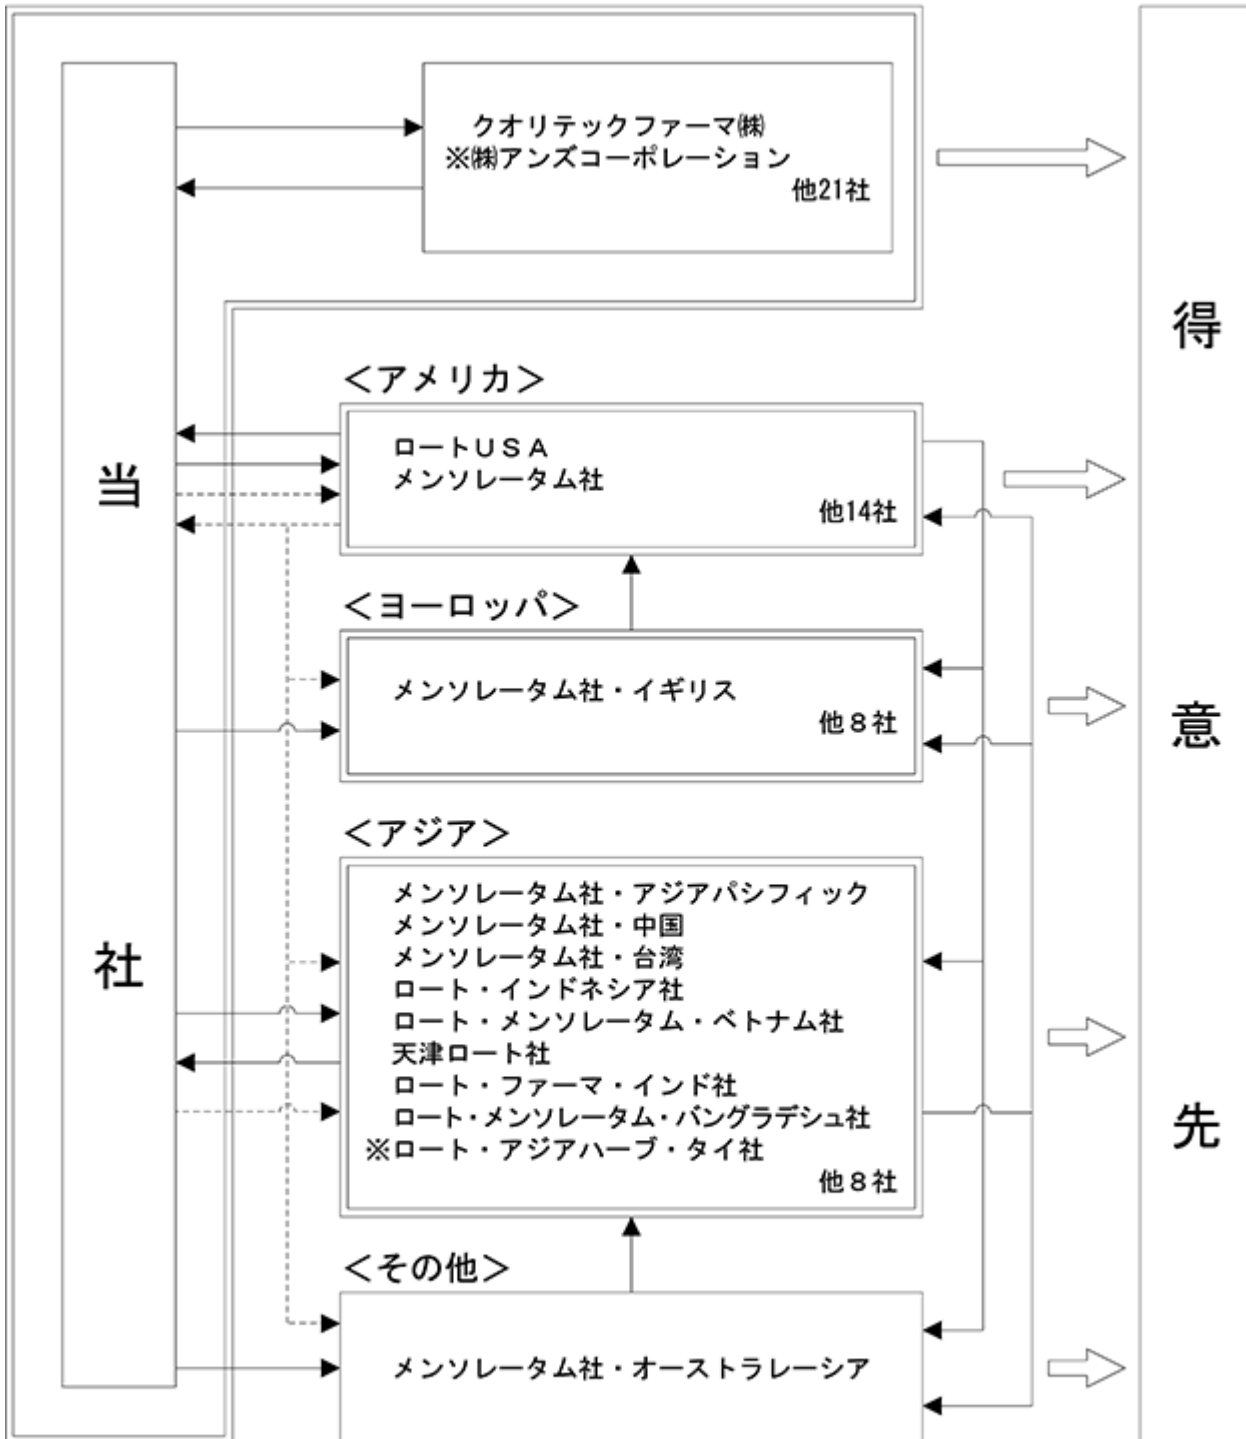 クオリテックファーマ㈱
※㈱アンズコーポレーション
他21社
＜アメリカ＞
ロートＵＳＡ
メンソレータム社
他14社
＜ヨーロッパ＞
メンソレータム社・イギリス
他８社
＜アジア＞
メンソレータム社・アジアパシフィック
メンソレータム社・中国
メンソレータム社・台湾
ロート・インドネシア社
ロート・メンソレータム・ベトナム社
天津ロート社
ロート・ファーマ・インド社
ロート・メンソレータム・バングラデシュ社
※ロート・アジアハーブ・タイ社
他８社
＜その他＞
メンソレータム社・オーストラレーシア
当社
得意先